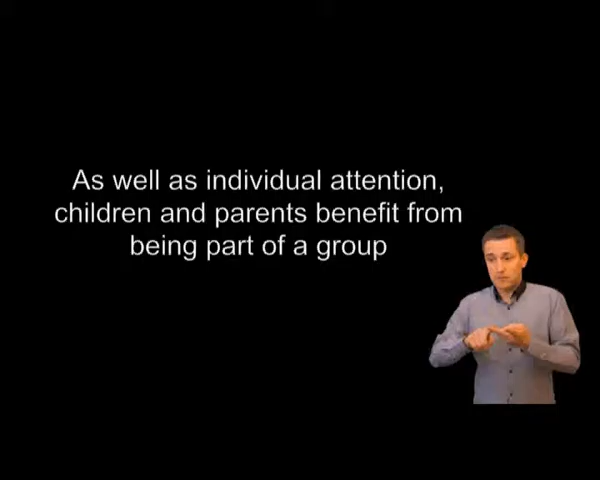 As well as individual attention,
children and parents benefit from
being part of a group